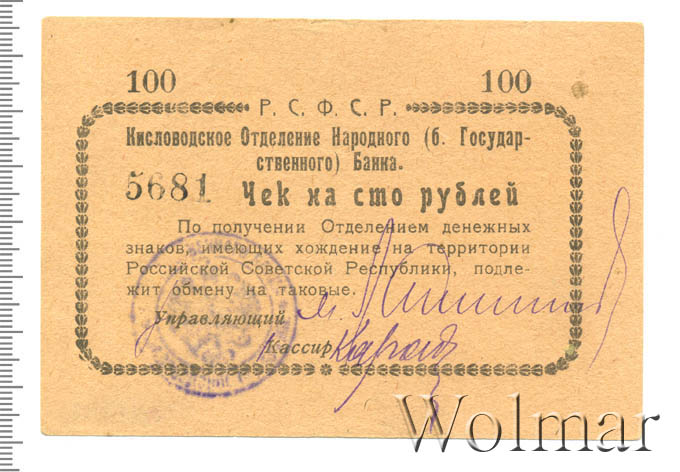 100 100
Р. С. Ф. С. Р.
Кисловодское Отделение Народного (б. Государ-
ственного) Банка.
5681 Чек на сто рублей
По получении Отделением денежных
знаков, имеющих хождение на территории
Российской Советской Республики, подле-
жит обмену на таковые.
Управляющий
Кассир
Wolmar